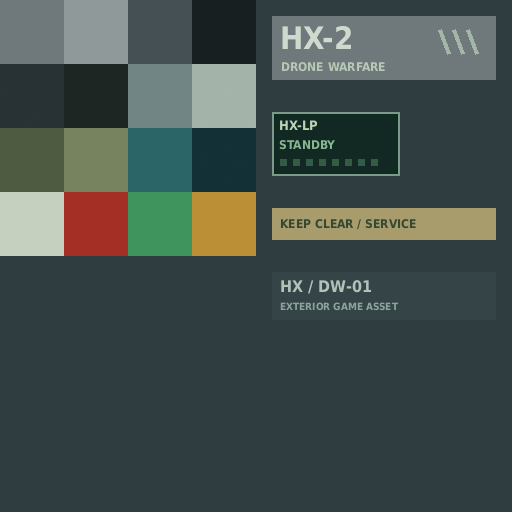 HX-2
DRONE WARFARE
HX-LP
STANDBY
KEEP CLEAR / SERVICE
HX / DW-01
EXTERIOR GAME ASSET